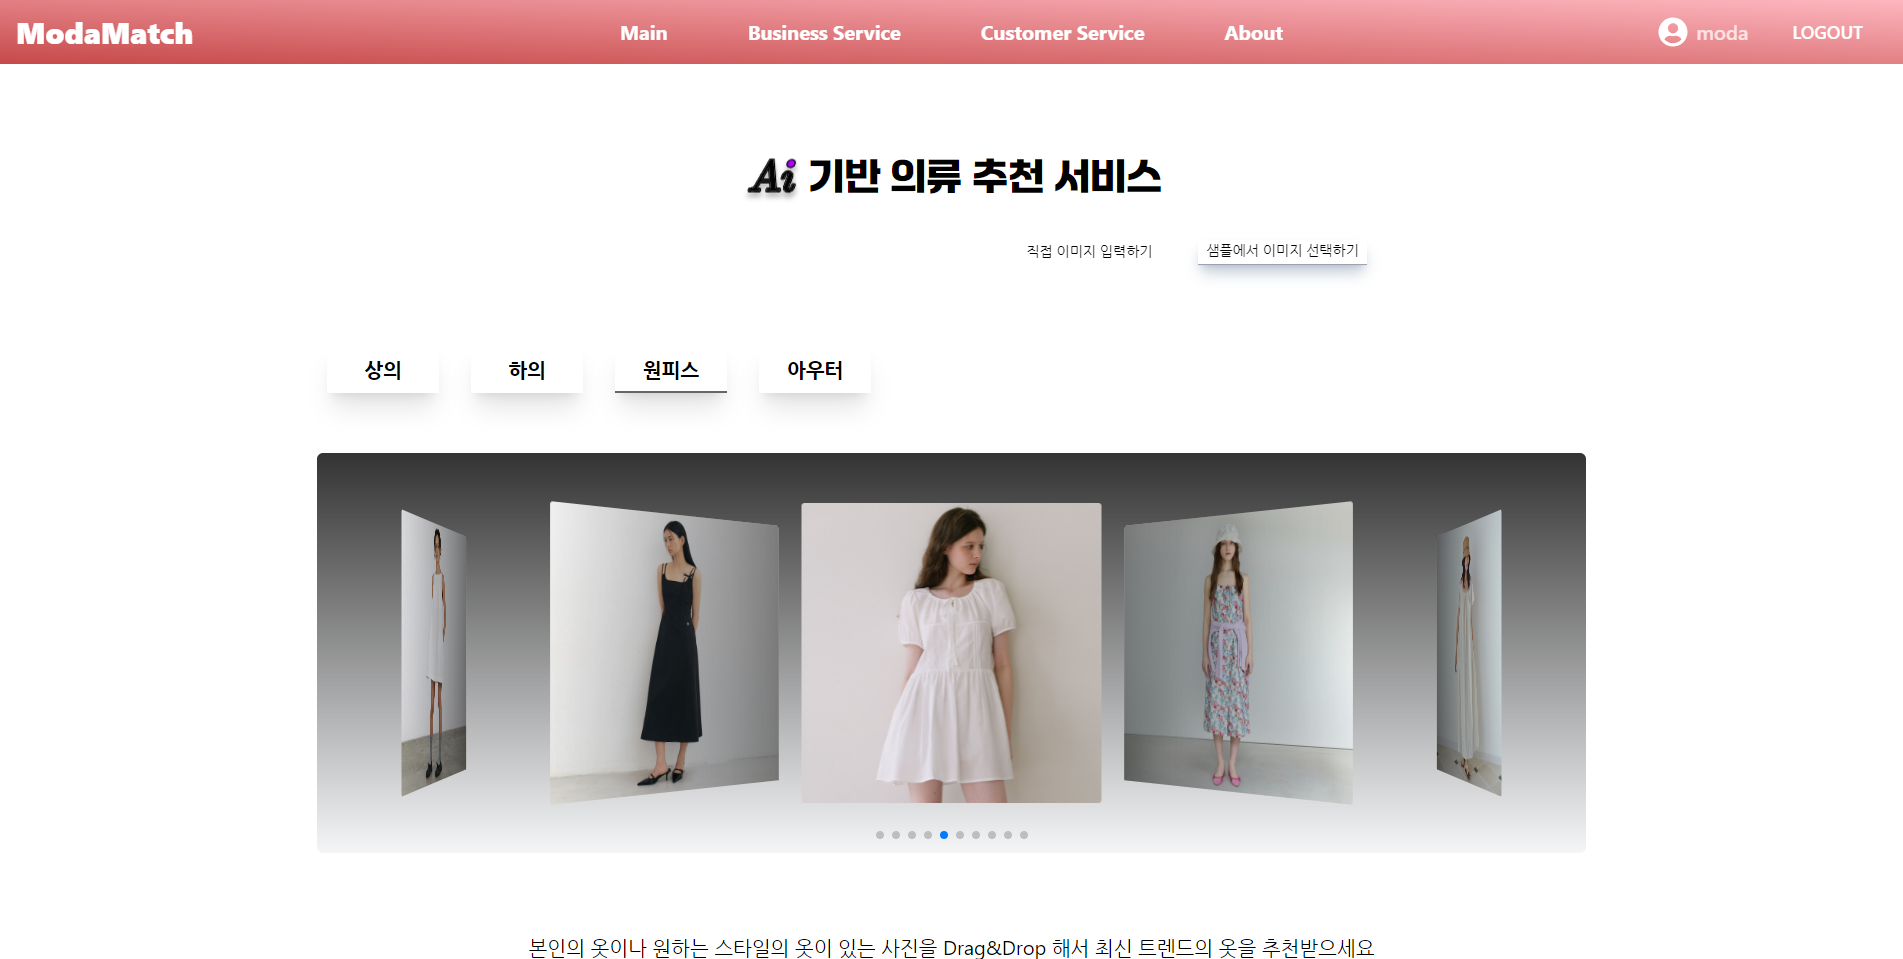 ModaMatch
Main
Business Service
Customer Service
About
moda
LOGOUT
Ai 기반 의류 추천 서비스
직접 이미지 입력하기
샘플에서 이미지 선택하기
상의
하의
원피스
아우터
본인의 옷이나 원하는 스타일의 옷이 있는 사진을 Drag&Drop 해서 최신 트렌드의 옷을 추천받으세요